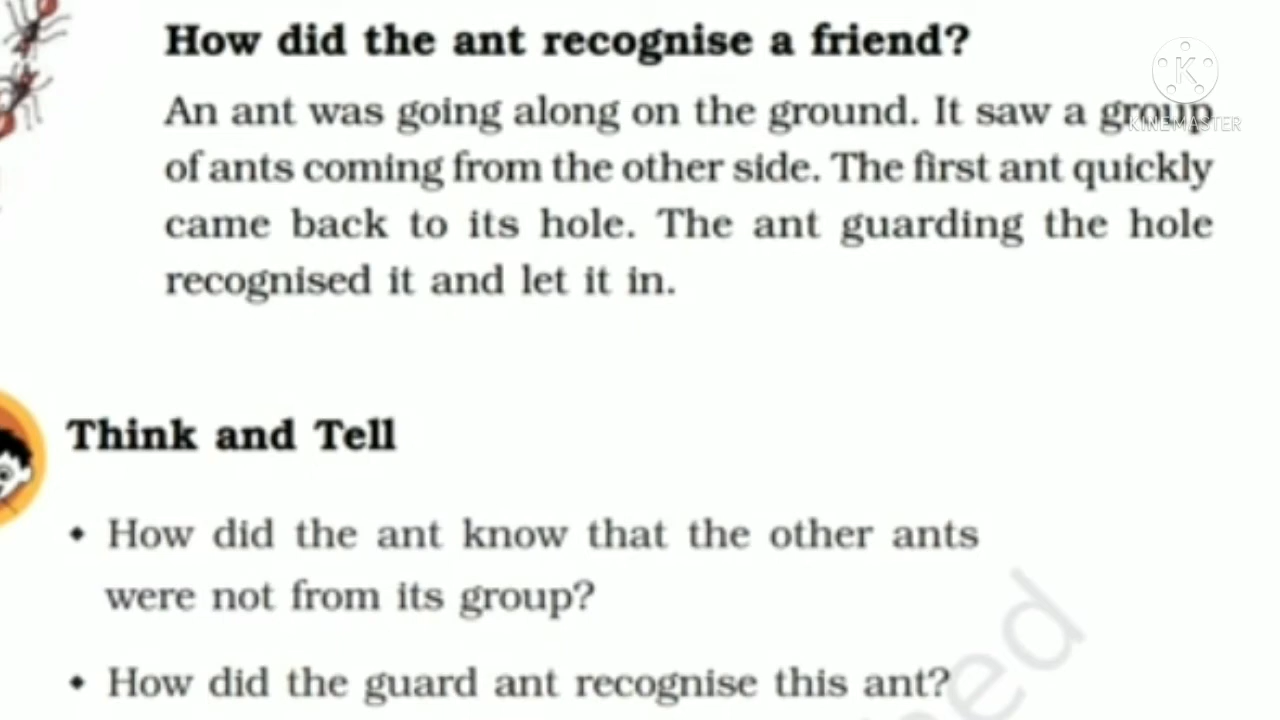 How did the ant recognise a friend?
K
KINEMASTER
An ant was going along on the ground. It saw a group
of ants coming from the other side. The first ant quickly
came back to its hole. The ant guarding the hole
recognised it and let it in.
Think and Tell
• How did the ant know that the other ants
were not from its group?
• How did the guard ant recognise this ant?